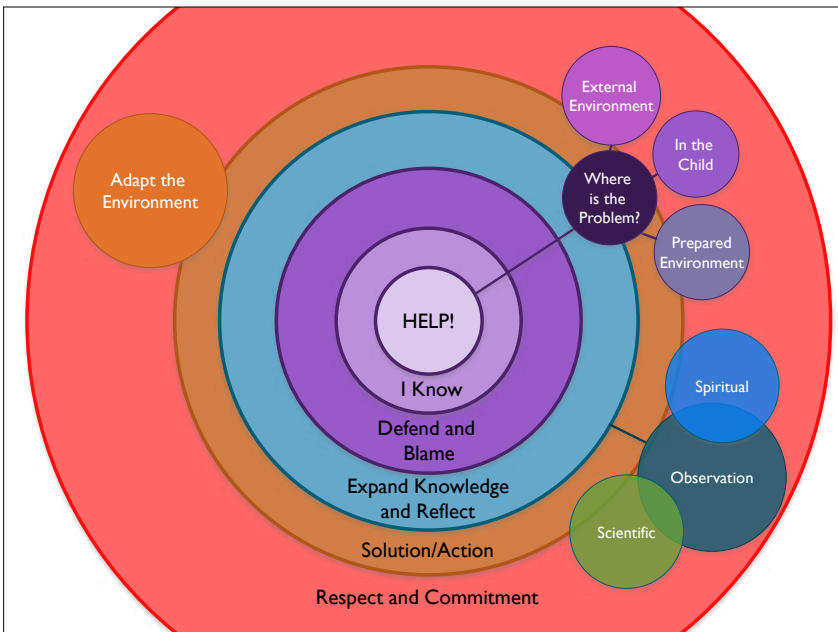 External
Environment
In the
Child
Adapt the
Environment
Where
is the
Problem?
Prepared
Environment
HELP!
I Know
Defend and
Blame
Expand Knowledge
and Reflect
Solution/Action
Respect and Commitment
Spiritual
Observation
Scientific